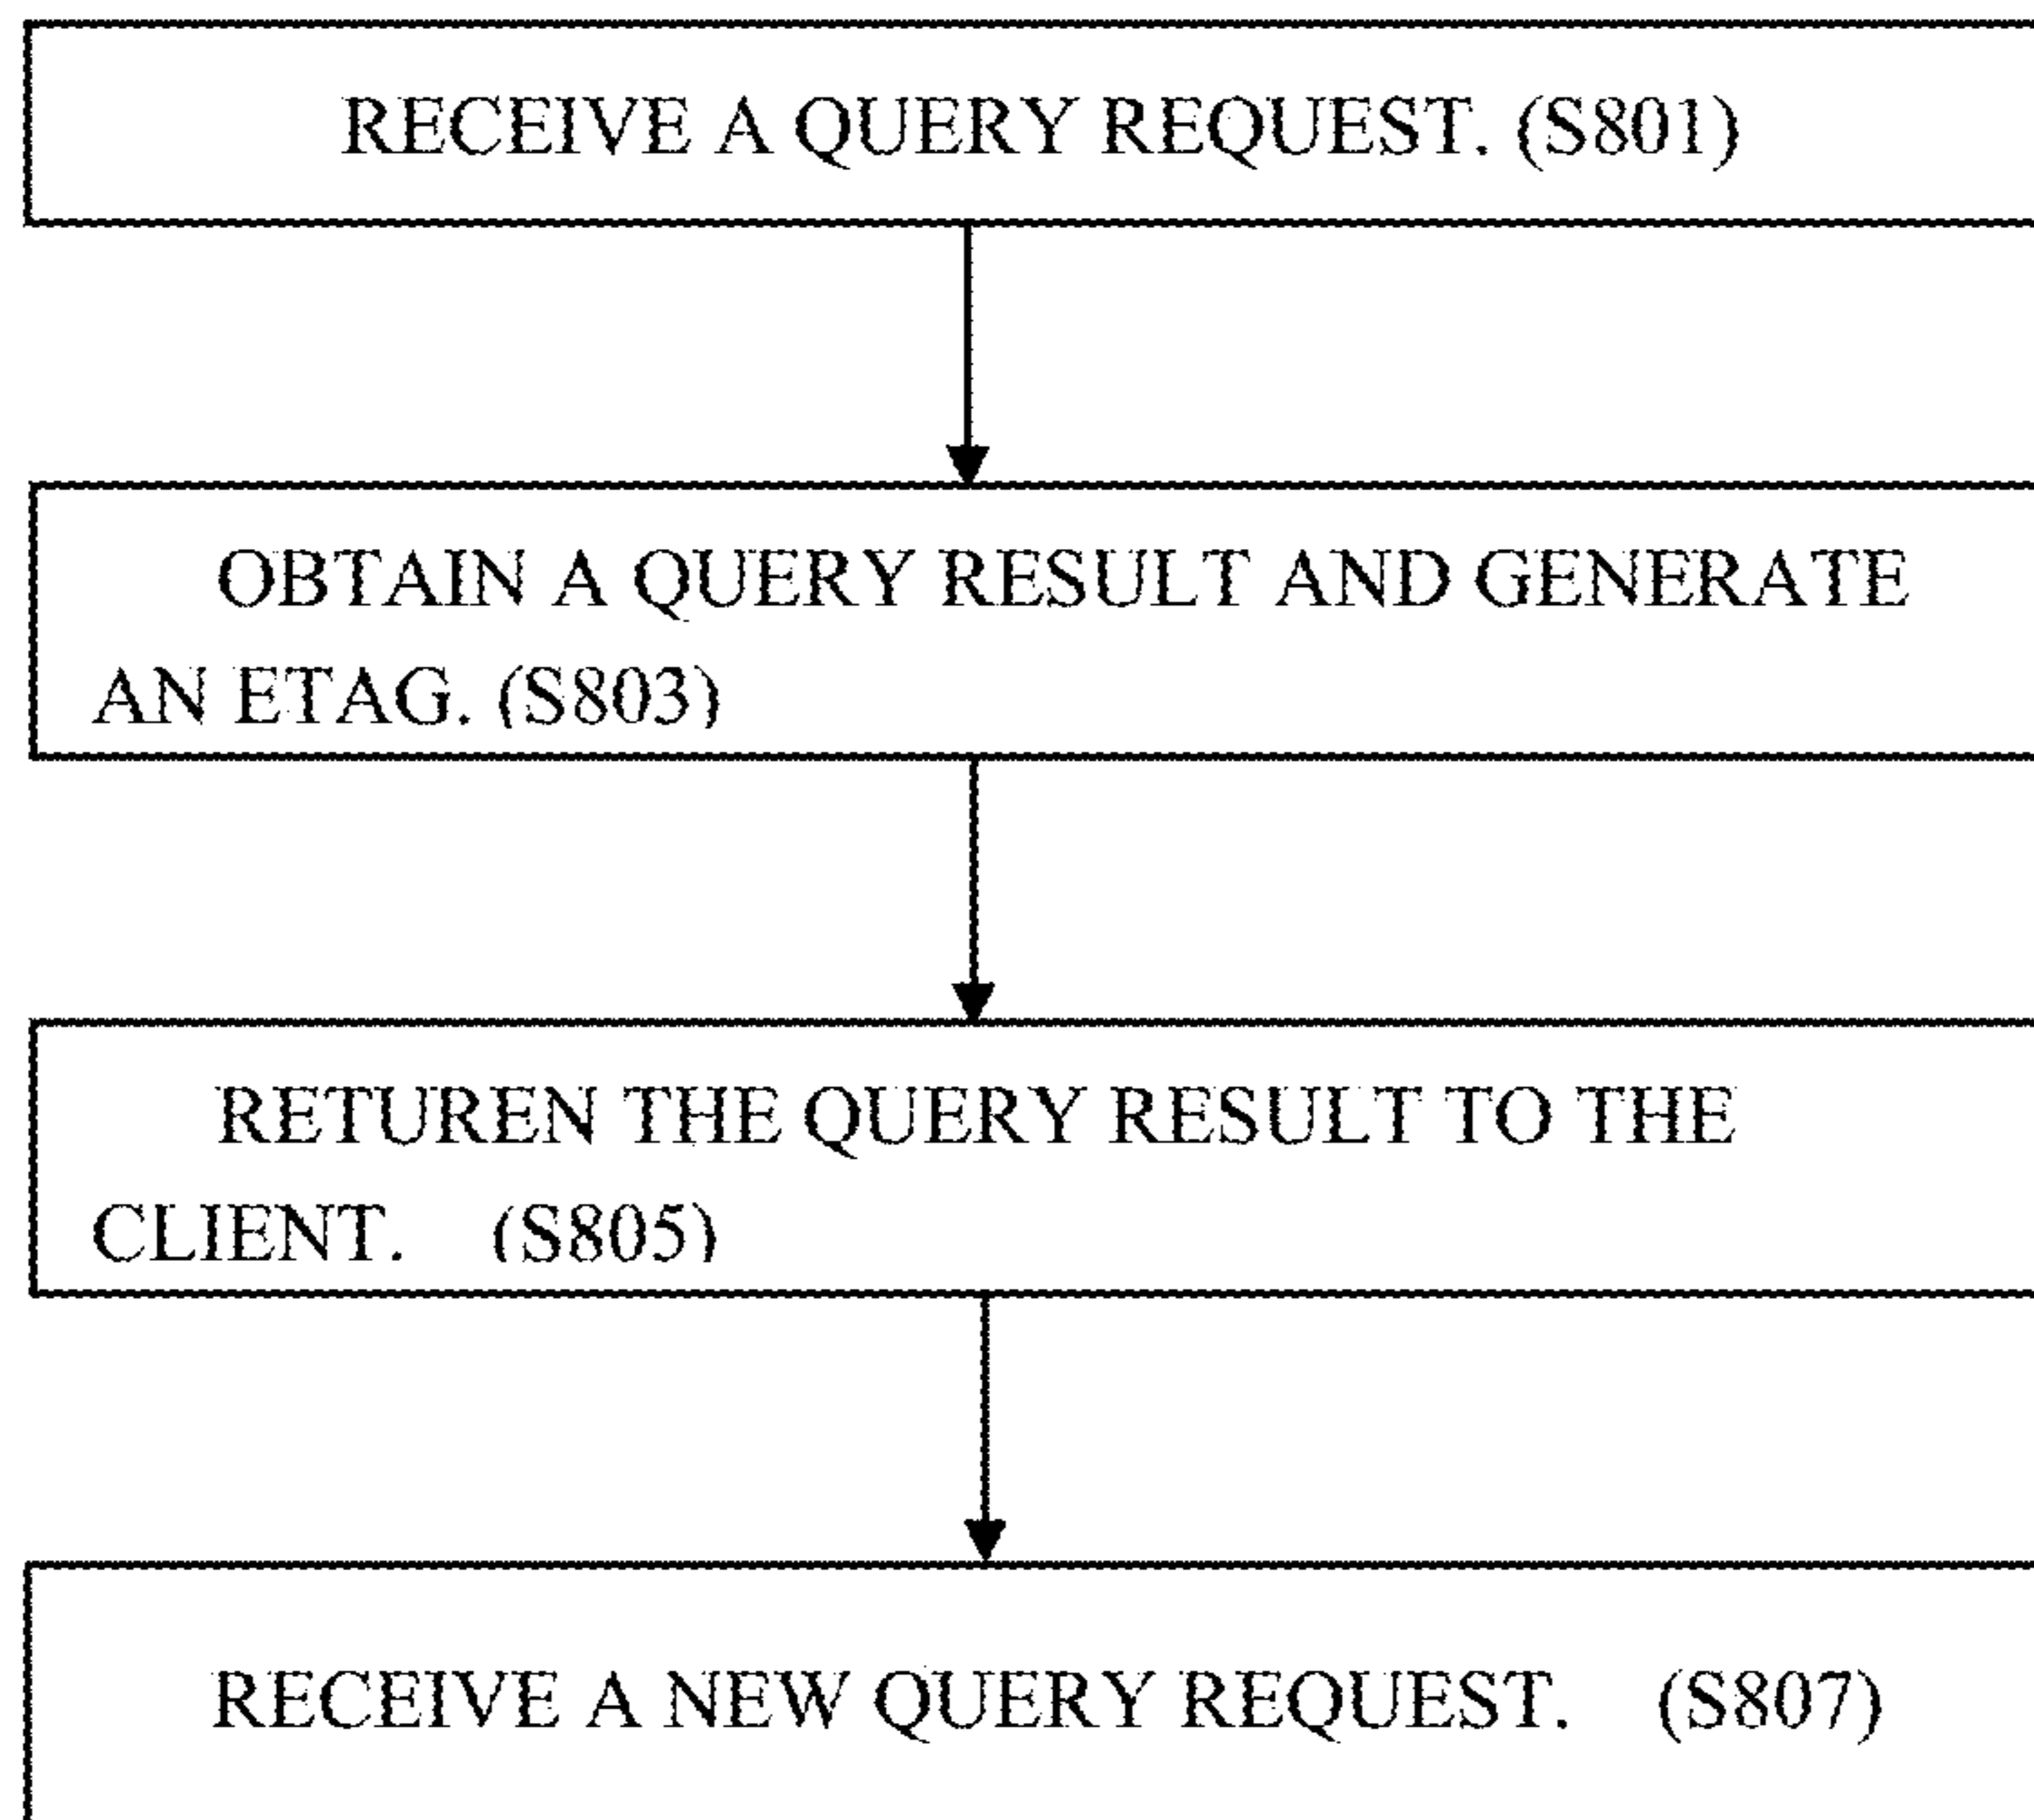 RECEIVE A QUERY REQUEST. (S801)
OBTAIN A QUERY RESULT AND GENERATE
AN ETAG. (S803)
RETUREN THE QUERY RESULT TO THE
CLIENT. (S805)
RECEIVE A NEW QUERY REQUEST. (S807)